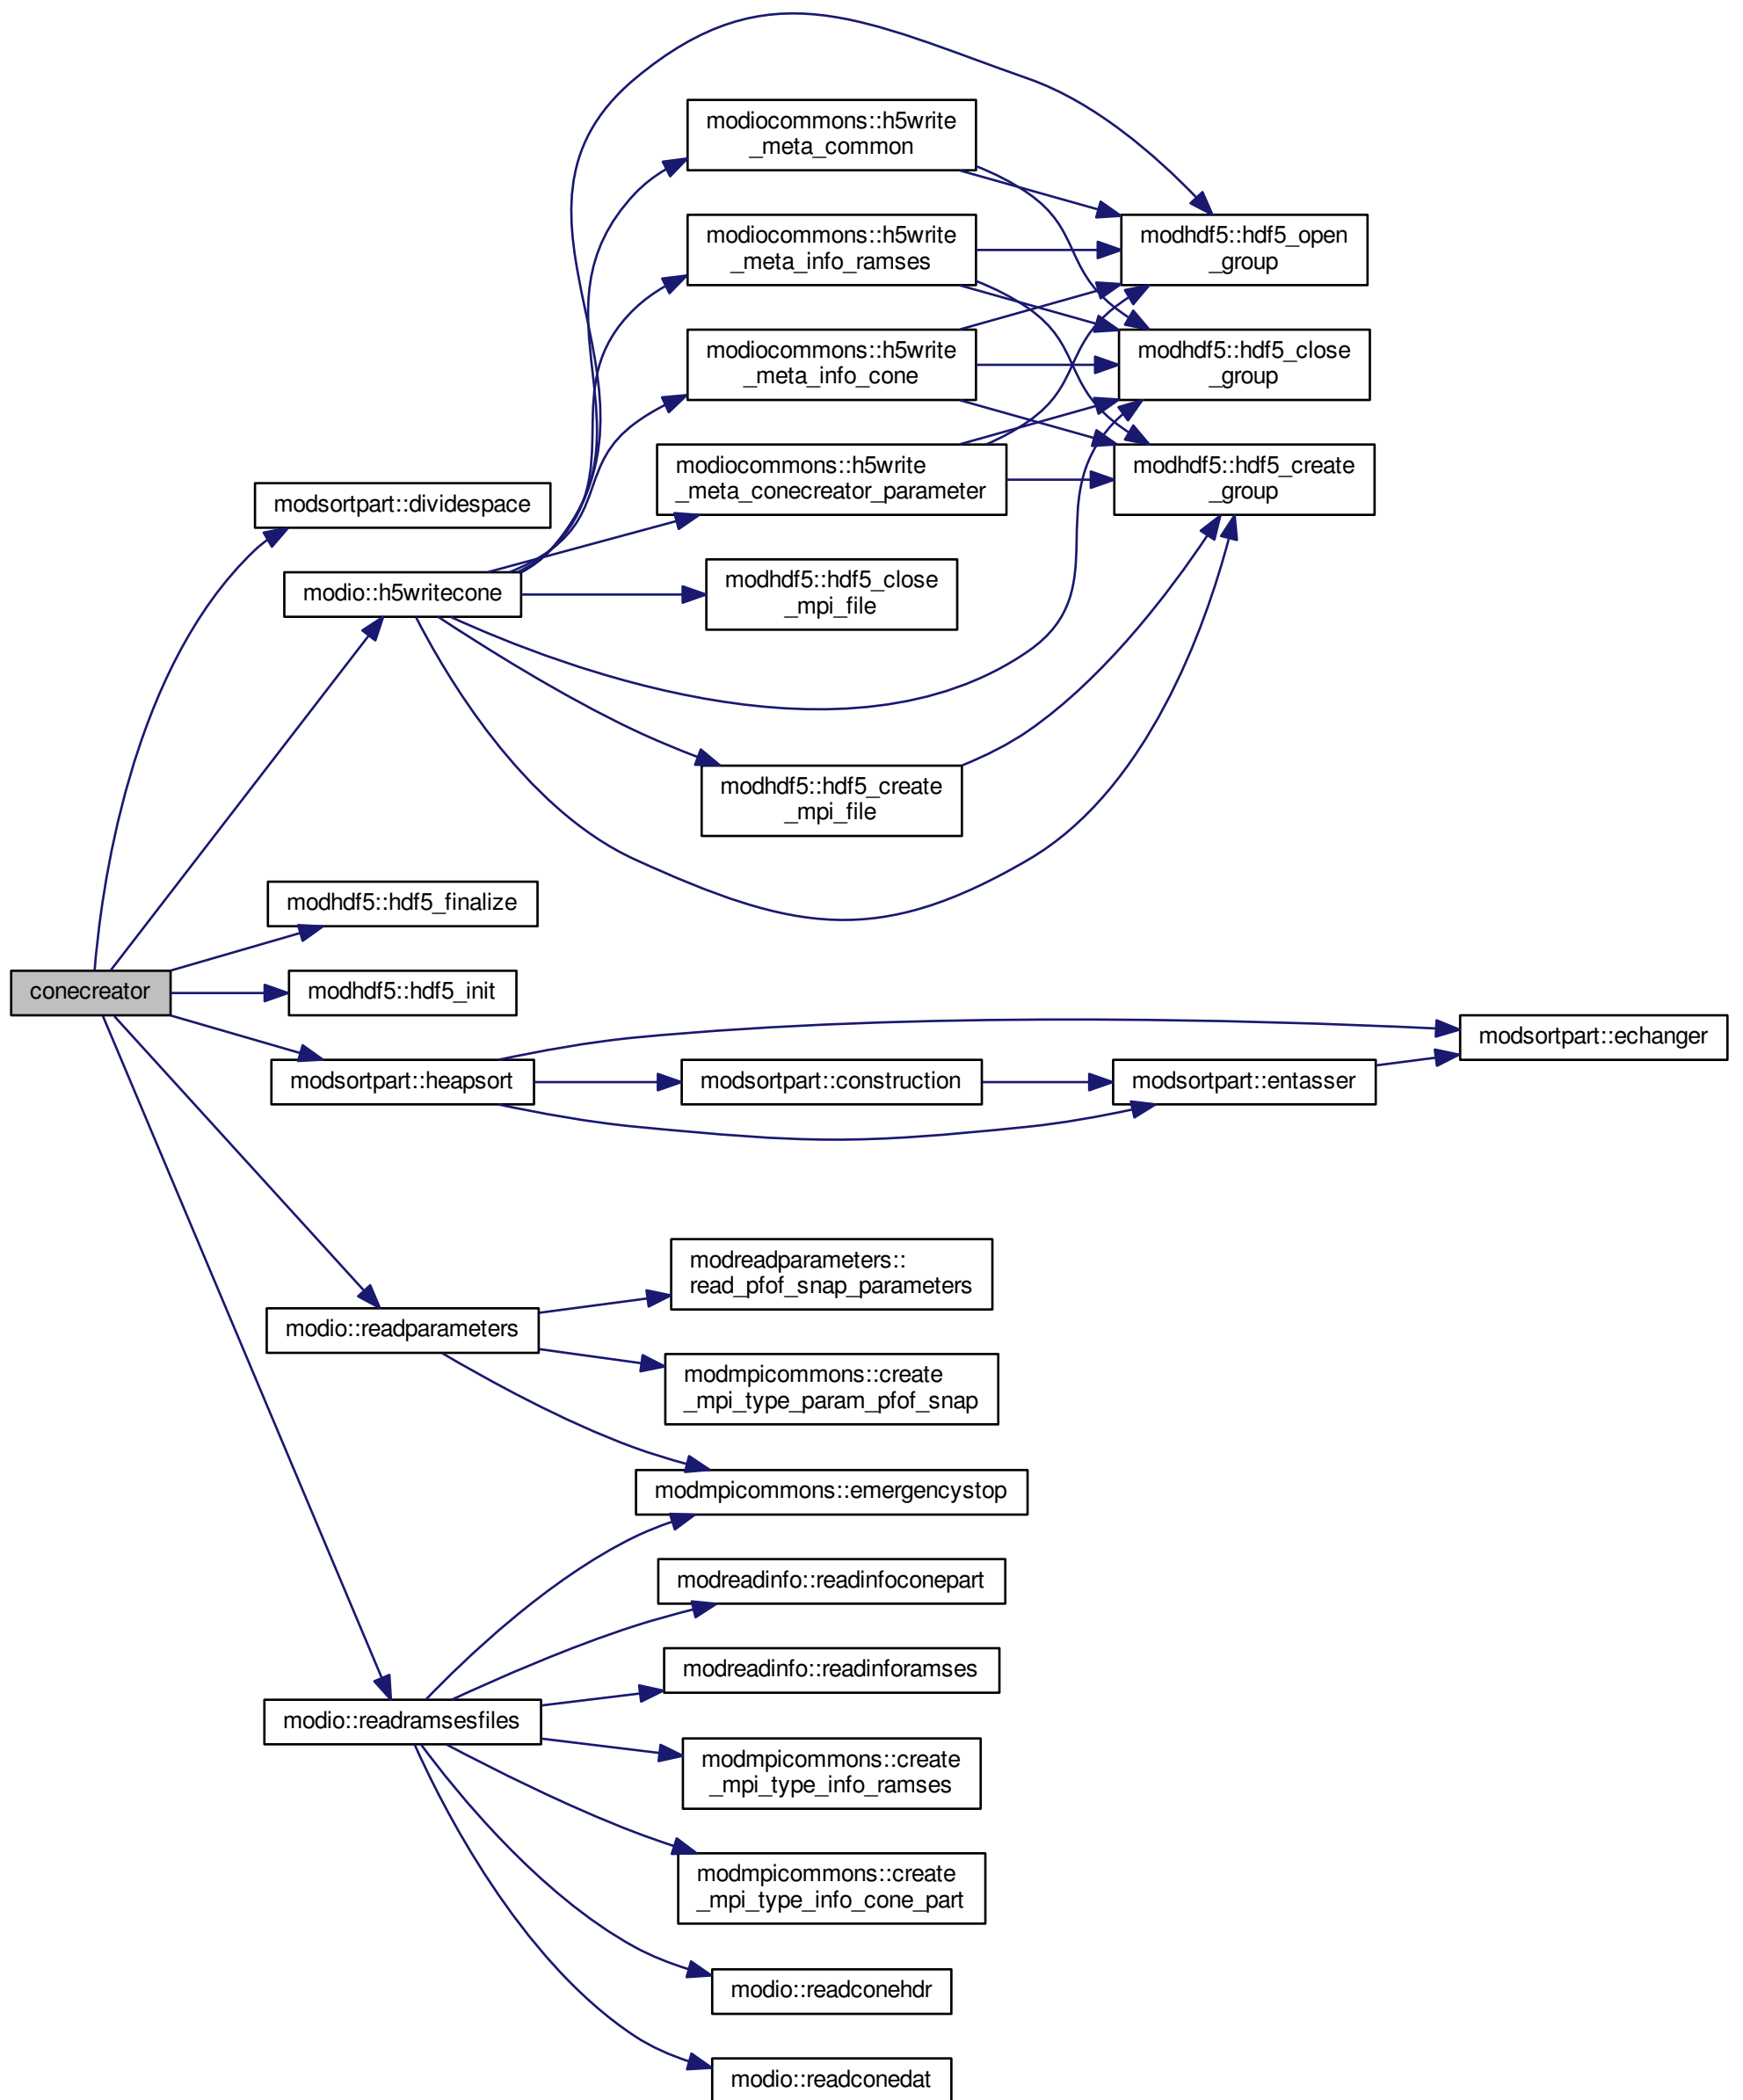 modiocommons::h5write
_meta_common
modiocommons::h5write
_meta_info_ramses
modhdf5::hdf5_open
_group
modiocommons::h5write
_meta_info_cone
modhdf5::hdf5_close
_group
modsortpart::dividespace
modiocommons::h5write
_meta_conecreator_parameter
modhdf5::hdf5_create
_group
modio::h5writecone
modhdf5::hdf5_close
_mpi_file
modhdf5::hdf5_create
_mpi_file
modhdf5::hdf5_finalize
conecreator
modhdf5::hdf5_init
modsortpart::echanger
modsortpart::heapsort
modsortpart::construction
modsortpart::entasser
modreadparameters::
read_pfof_snap_parameters
modio::readparameters
modmpicommons::create
_mpi_type_param_pfof_snap
modmpicommons::emergencystop
modreadinfo::readinfoconepart
modreadinfo::readinforamses
modio::readramsesfiles
modmpicommons::create
_mpi_type_info_ramses
modmpicommons::create
_mpi_type_info_cone_part
modio::readconehdr
modio::readconedat